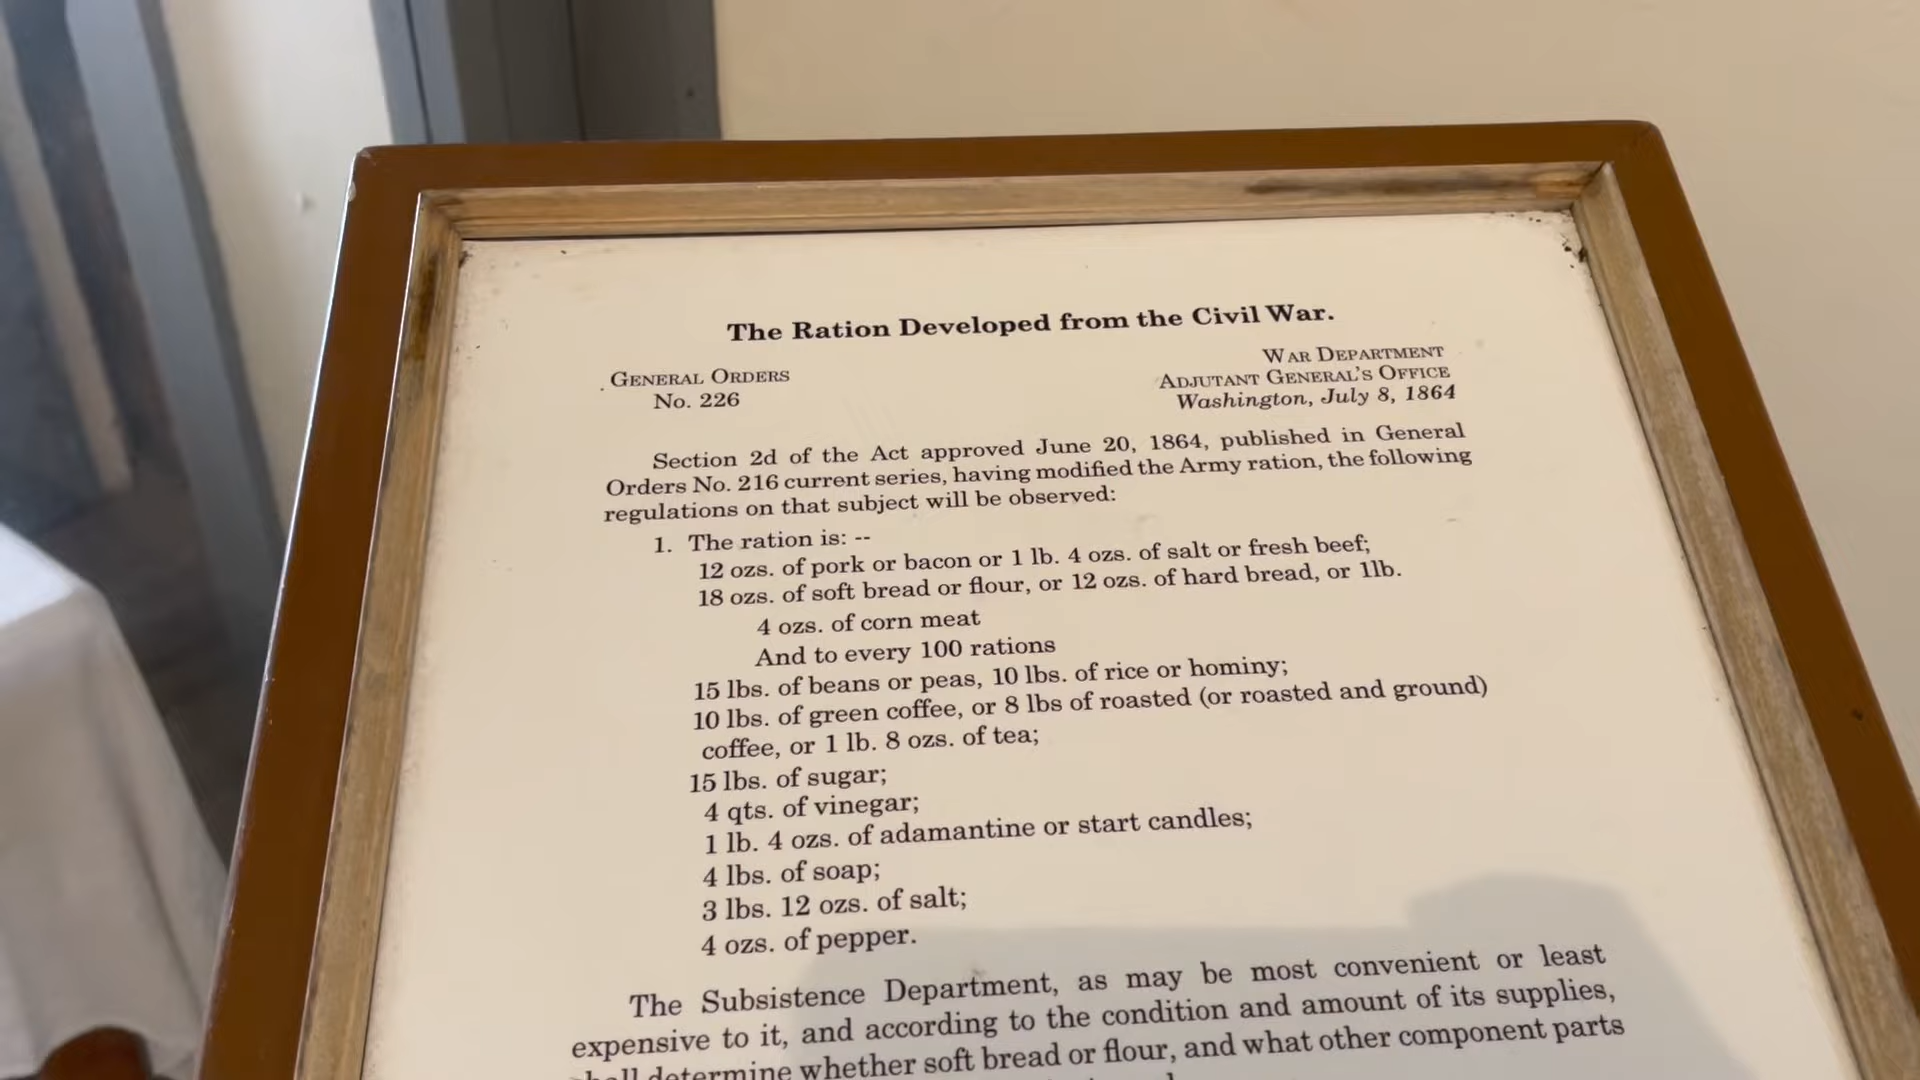 The Ration Developed from the Civil War.
GENERAL ORDERS
No. 226
WAR DEPARTMENT
ADJUTANT GENERAL'S OFFICE
Washington, July 8, 1864
Section 2d of the Act approved June 20, 1864, published in General
Orders No. 216 current series, having modified the Army ration, the following
regulations on that subject will be observed:
1. The ration is: --
12 ozs. of pork or bacon or 1 lb. 4 ozs. of salt or fresh beef;
18 ozs. of soft bread or flour, or 12 ozs. of hard bread, or 1lb.
4 ozs. of corn meat
And to every 100 rations
15 lbs. of beans or peas, 10 lbs. of rice or hominy;
10 lbs. of green coffee, or 8 lbs of roasted (or roasted and ground)
coffee, or 1 lb. 8 ozs. of tea;
15 lbs. of sugar;
4 qts. of vinegar;
1 lb. 4 ozs. of adamantine or start candles;
4 lbs. of soap;
3 lbs. 12 ozs. of salt;
4 ozs. of pepper.
The Subsistence Department, as may be most convenient or least
expensive to it, and according to the condition and amount of its supplies,
shall determine whether soft bread or flour, and what other component parts